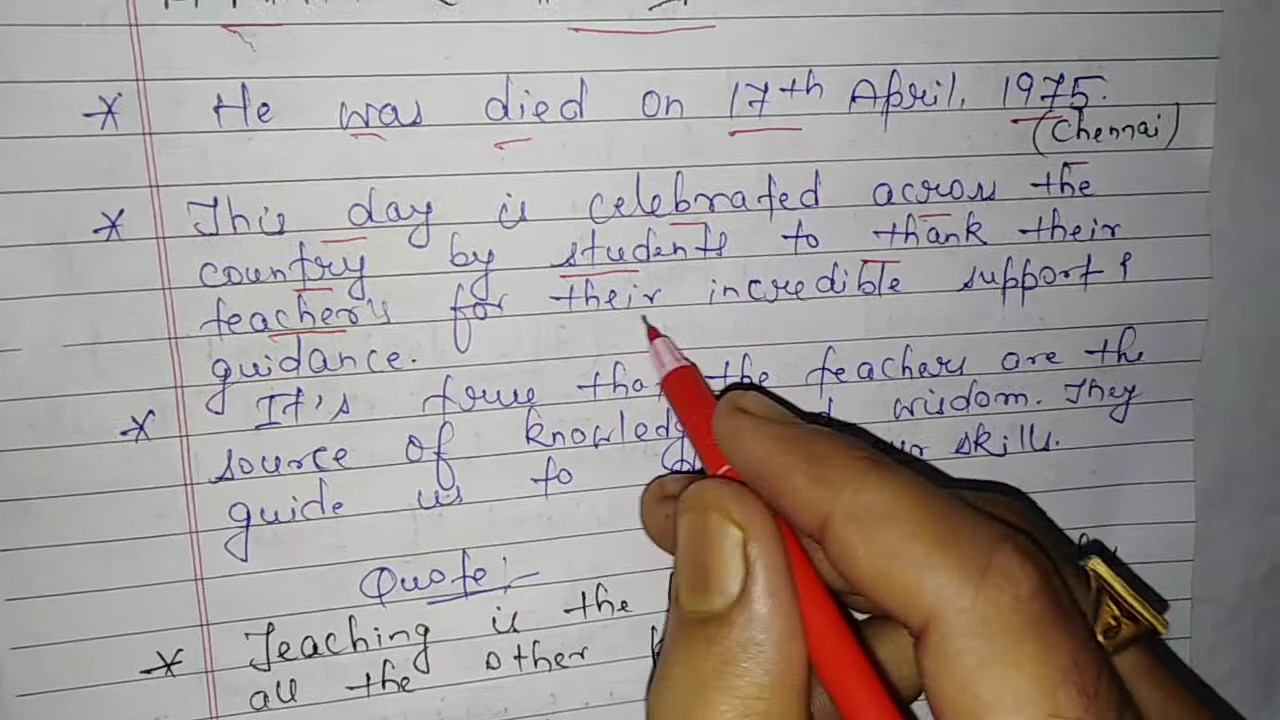 * He was died on 17th April, 1975.
(Chennai)
* This day is celebrated across the
country by students to thank their
teacher's for their incredible support &
guidance.
* It's true that the teachers are the
source of knowledge wisdom. They
guide us to skills.
Quote:-
* Teaching is the
all the other